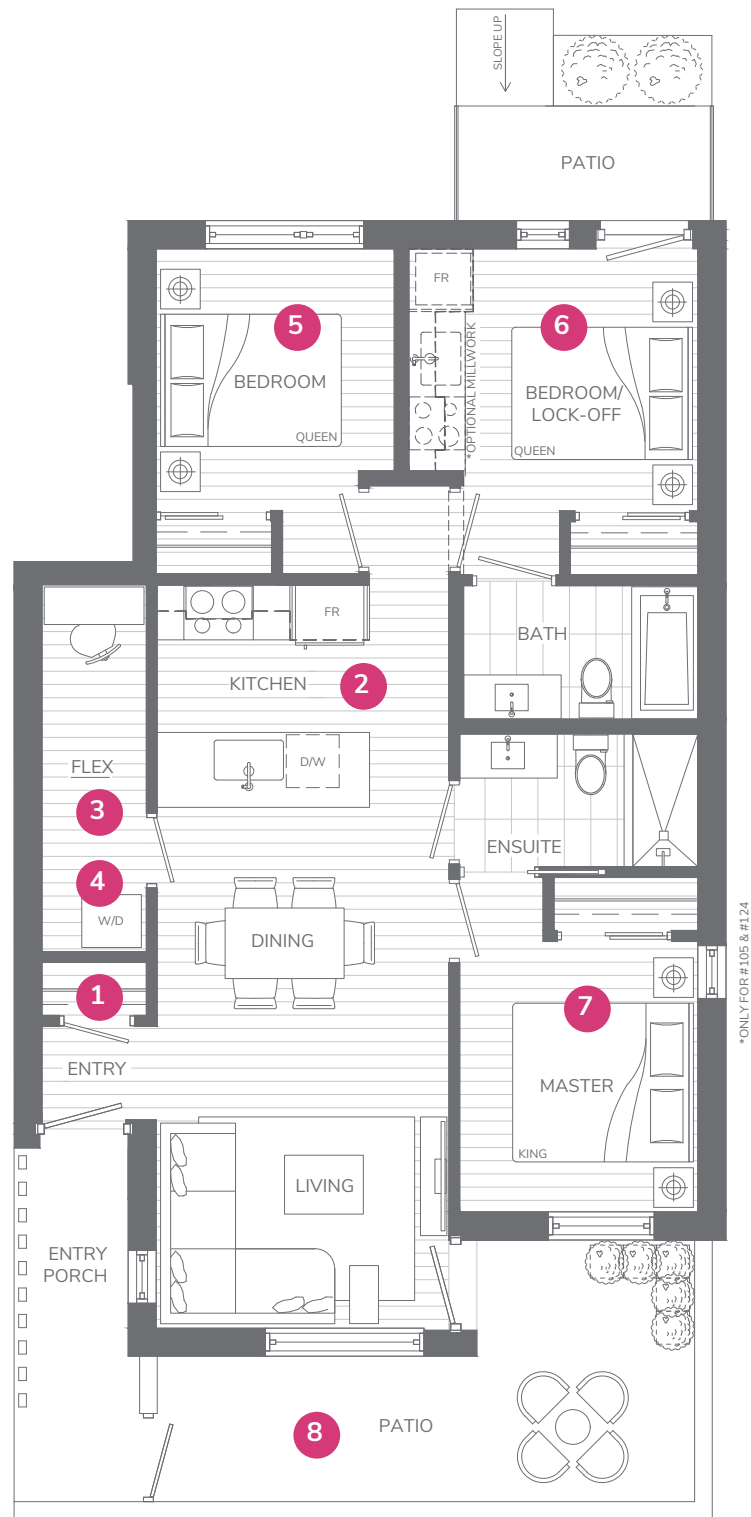 SLOPE UP
PATIO
5
BEDROOM
QUEEN
FR
*OPTIONAL MILLWORK
6
BEDROOM/
LOCK-OFF
QUEEN
FR
KITCHEN
2
D/W
BATH
FLEX
3
4
W/D
ENSUITE
DINING
1
ENTRY
7
MASTER
KING
*ONLY FOR #105 & #124
LIVING
ENTRY
PORCH
8
PATIO